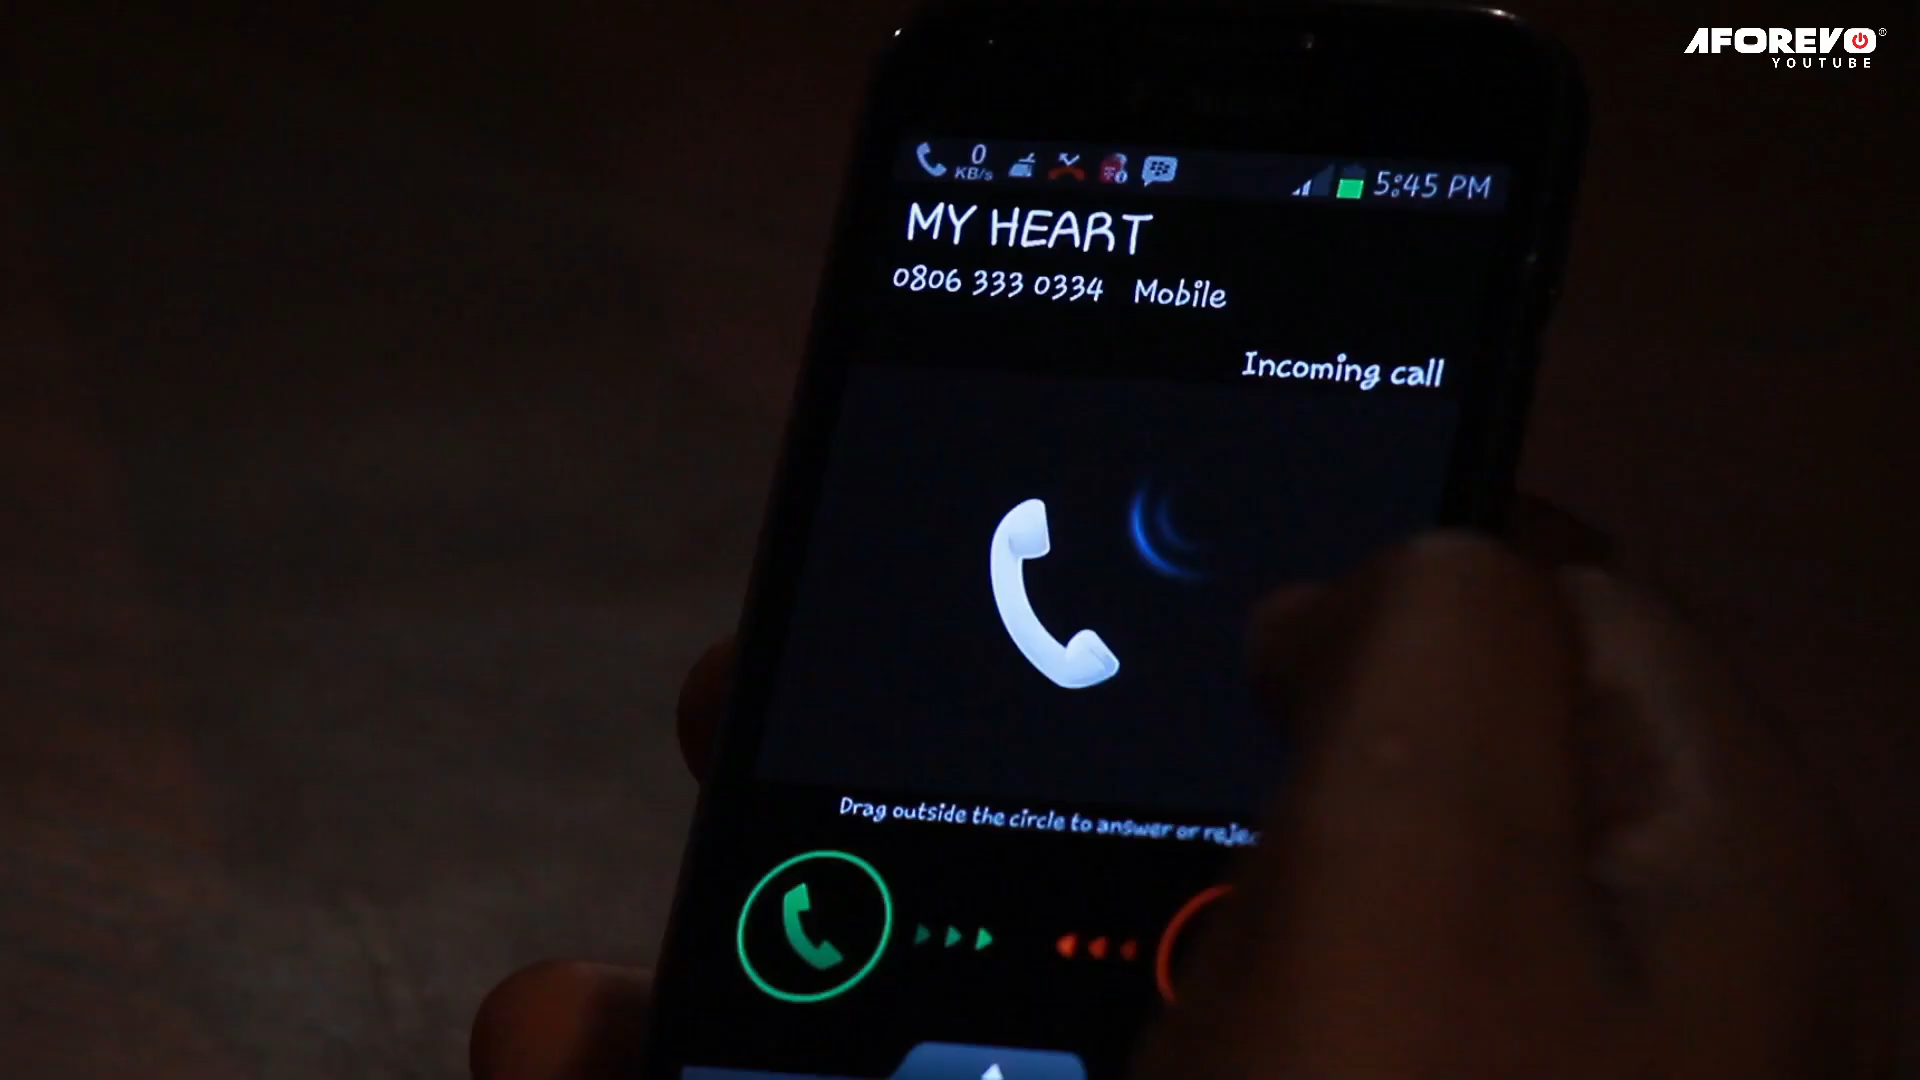 AFOREVO®
YOUTUBE
0
KB/s
5:45 PM
MY HEART
0806 333 0334 Mobile
Incoming call
Drag outside the circle to answer or rejec